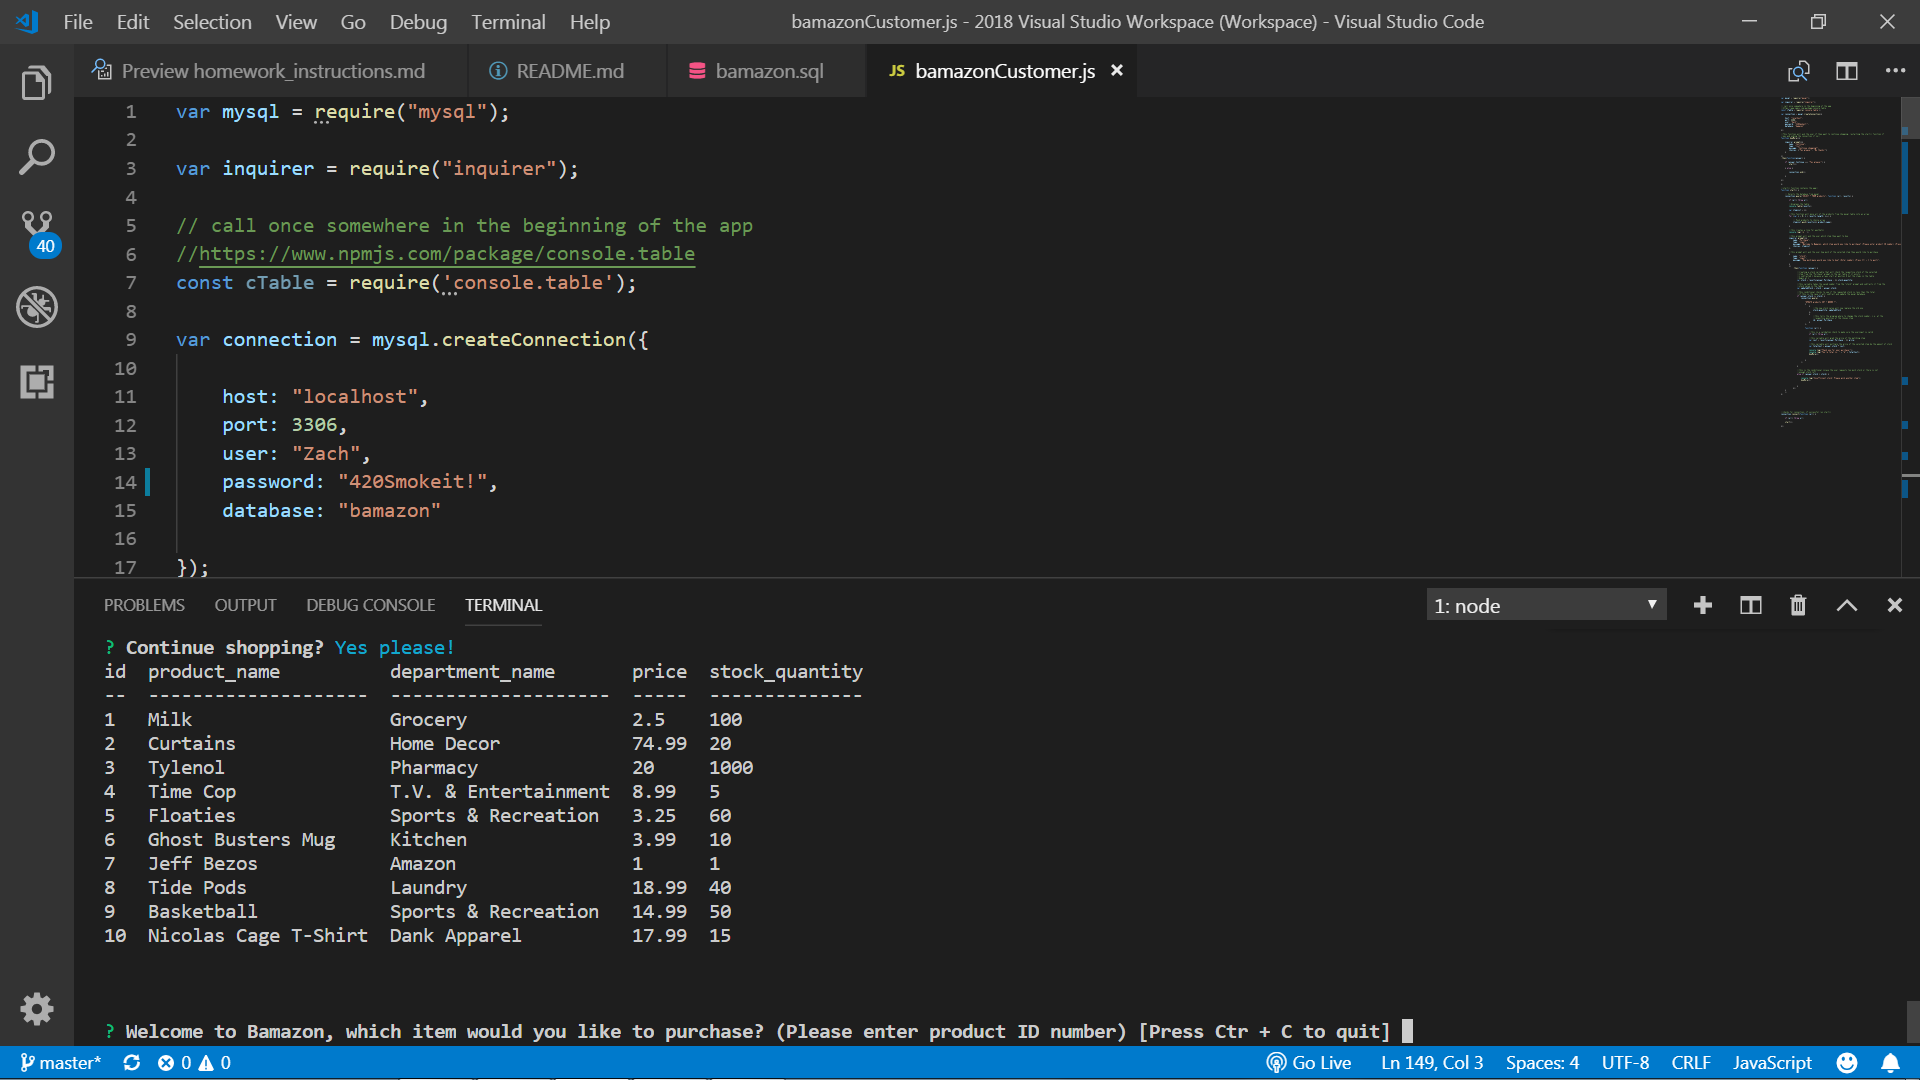 File Edit Selection View Go Debug Terminal Help
bamazonCustomer.js - 2018 Visual Studio Workspace (Workspace) - Visual Studio Code
Preview homework_instructions.md
README.md
bamazon.sql
JS bamazonCustomer.js
1 var mysql = require("mysql");
2
3 var inquirer = require("inquirer");
4
5 // call once somewhere in the beginning of the app
6 //https://www.npmjs.com/package/console.table
7 const cTable = require('console.table');
8
9 var connection = mysql.createConnection({
10
11 host: "localhost",
12 port: 3306,
13 user: "Zach",
14 password: "420Smokeit!",
15 database: "bamazon"
16
17 });
40
PROBLEMS OUTPUT DEBUG CONSOLE TERMINAL
1: node
? Continue shopping? Yes please!
id product_name department_name price stock_quantity
-- -------------------- -------------------- ----- --------------
1 Milk Grocery 2.5 100
2 Curtains Home Decor 74.99 20
3 Tylenol Pharmacy 20 1000
4 Time Cop T.V. & Entertainment 8.99 5
5 Floaties Sports & Recreation 3.25 60
6 Ghost Busters Mug Kitchen 3.99 10
7 Jeff Bezos Amazon 1 1
8 Tide Pods Laundry 18.99 40
9 Basketball Sports & Recreation 14.99 50
10 Nicolas Cage T-Shirt Dank Apparel 17.99 15
? Welcome to Bamazon, which item would you like to purchase? (Please enter product ID number) [Press Ctr + C to quit]
master* 0 0
Go Live Ln 149, Col 3 Spaces: 4 UTF-8 CRLF JavaScript